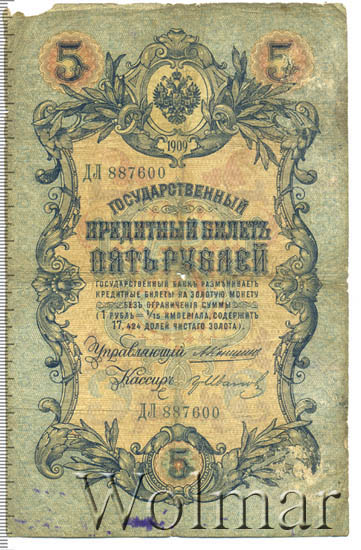 5 5
1909
ДЛ 887600
ГОСУДАРСТВЕННЫЙ
КРЕДИТНЫЙ БИЛЕТЪ
ПЯТЬ РУБЛЕЙ
ГОСУДАРСТВЕННЫЙ БАНКЪ РАЗМѢНИВАЕТЪ
КРЕДИТНЫЕ БИЛЕТЫ НА ЗОЛОТУЮ МОНЕТУ
БЕЗЪ ОГРАНИЧЕНІЯ СУММЫ
(1 РУБЛЬ = 1/15 ИМПЕРІАЛА, СОДЕРЖИТЪ
17,424 ДОЛЕЙ ЧИСТАГО ЗОЛОТА).
Управляющій
Кассиръ
ДЛ 887600
5
Wolmar